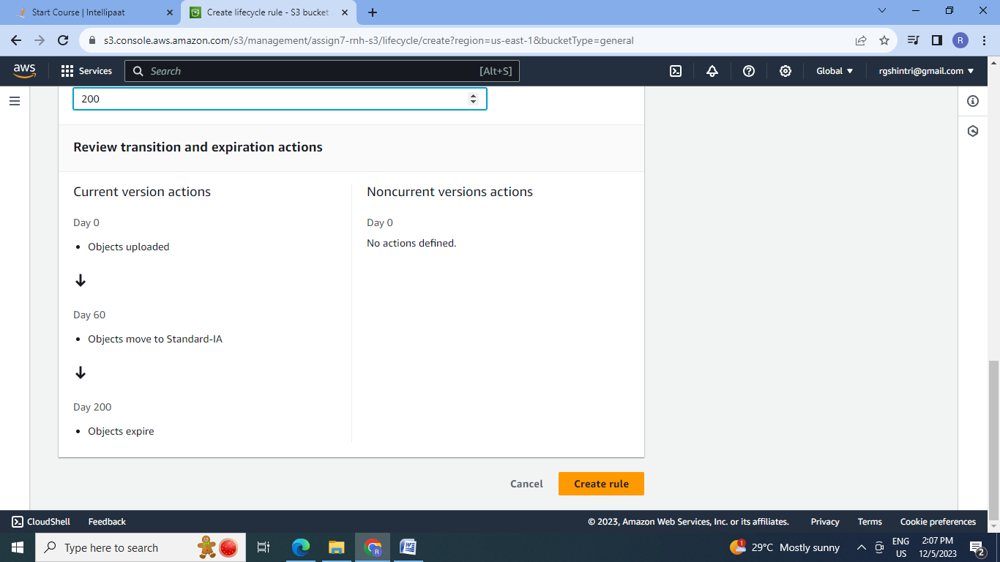 Start Course | Intellipaat
Create lifecycle rule - S3 bucket
s3.console.aws.amazon.com/s3/management/assign7-rnh-s3/lifecycle/create?region=us-east-1&bucketType=general
R
aws
Services
Search
[Alt+S]
Global
rgshintri@gmail.com
200
Review transition and expiration actions
Current version actions
Noncurrent versions actions
Day 0
Day 0
• Objects uploaded
No actions defined.
Day 60
• Objects move to Standard-IA
Day 200
• Objects expire
Cancel
Create rule
CloudShell
Feedback
© 2023, Amazon Web Services, Inc. or its affiliates.
Privacy
Terms
Cookie preferences
Type here to search
R
1
29°C Mostly sunny
ENG
US
2:07 PM
12/5/2023
2